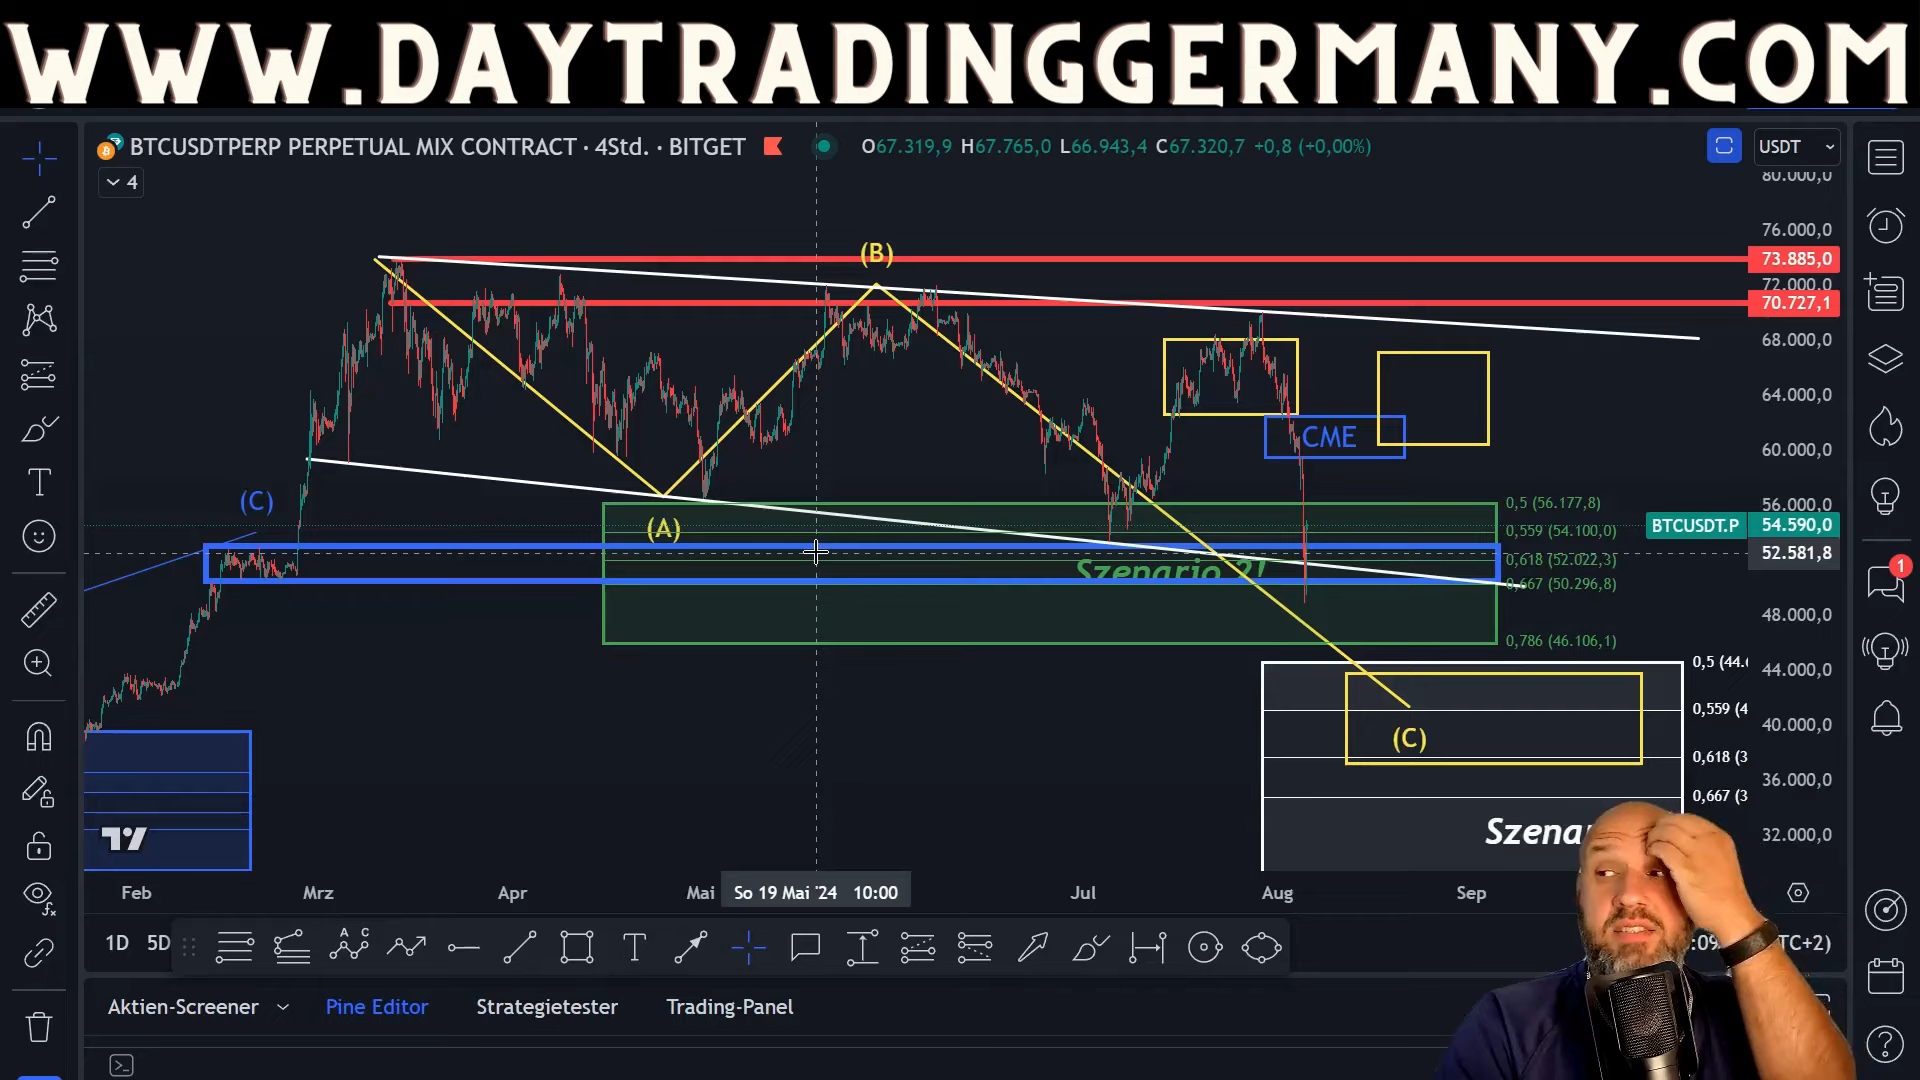 WWW.DAYTRADINGGERMANY.COM
BTCUSDTPERP PERPETUAL MIX CONTRACT · 4Std. · BITGET O67.319,9 H67.765,0 L66.943,4 C67.320,7 +0,8 (+0,00%) USDT
4
80.000,0
76.000,0
(B)
73.885,0
72.000,0
70.727,1
68.000,0
64.000,0
CME
60.000,0
(C)
0,5 (56.177,8) 56.000,0
(A)
0,559 (54.100,0) BTCUSDT.P 54.590,0
52.581,8
0,618 (52.022,3)
Szenario 2!
0,667 (50.296,8)
48.000,0
0,786 (46.106,1)
0,5 (44.
44.000,0
0,559 (4
40.000,0
(C)
0,618 (3
36.000,0
0,667 (3
Szenar
32.000,0
Feb Mrz Apr Mai So 19 Mai '24 10:00 Jul Aug Sep
1D 5D A C TC+2)
Aktien-Screener Pine Editor Strategietester Trading-Panel
1